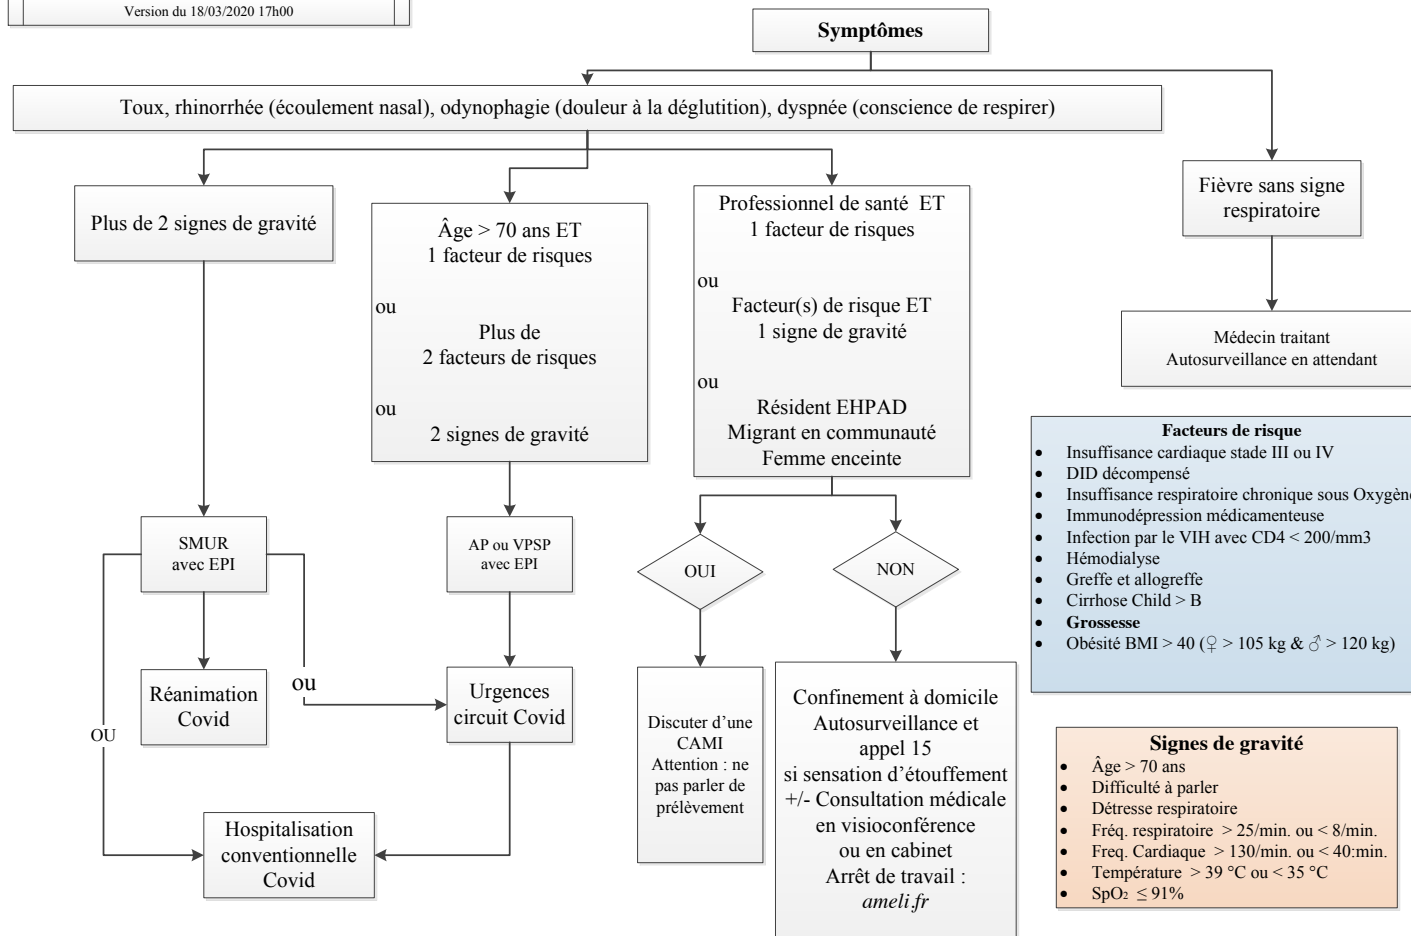 Version du 18/03/2020 17h00
Symptômes
Toux, rhinorrhée (écoulement nasal), odynophagie (douleur à la déglutition), dyspnée (conscience de respirer)
Plus de 2 signes de gravité
Âge > 70 ans ET
1 facteur de risques
ou
Plus de
2 facteurs de risques
ou
2 signes de gravité
Professionnel de santé ET
1 facteur de risques
ou
Facteur(s) de risque ET
1 signe de gravité
ou
Résident EHPAD
Migrant en communauté
Femme enceinte
Fièvre sans signe
respiratoire
Médecin traitant
Autosurveillance en attendant
SMUR
avec EPI
AP ou VPSP
avec EPI
OUI
NON
Réanimation
Covid
ou
OU
Urgences
circuit Covid
Hospitalisation
conventionnelle
Covid
Discuter d’une
CAMI
Attention : ne
pas parler de
prélèvement
Confinement à domicile
Autosurveillance et
appel 15
si sensation d’étouffement
+/- Consultation médicale
en visioconférence
ou en cabinet
Arrêt de travail :
ameli.fr
Facteurs de risque
• Insuffisance cardiaque stade III ou IV
• DID décompensé
• Insuffisance respiratoire chronique sous Oxygène
• Immunodépression médicamenteuse
• Infection par le VIH avec CD4 < 200/mm3
• Hémodialyse
• Greffe et allogreffe
• Cirrhose Child > B
• Grossesse
• Obésité BMI > 40 (♀ > 105 kg & ♂ > 120 kg)
Signes de gravité
• Âge > 70 ans
• Difficulté à parler
• Détresse respiratoire
• Fréq. respiratoire > 25/min. ou < 8/min.
• Freq. Cardiaque > 130/min. ou < 40:min.
• Température > 39 °C ou < 35 °C
• SpO2 ≤ 91%